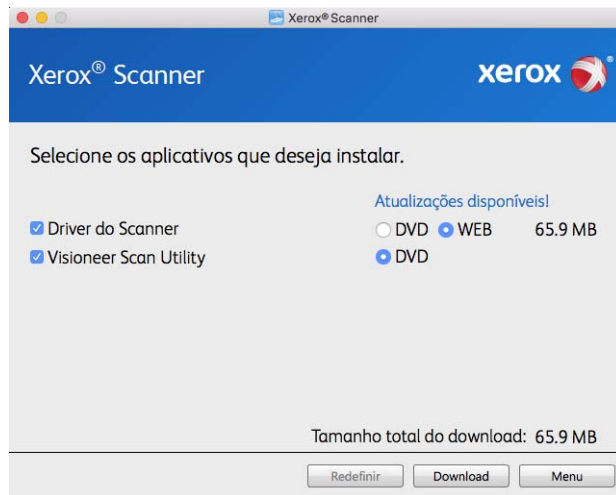 Xerox® Scanner
Xerox® Scanner
xerox®
Selecione os aplicativos que deseja instalar.
Atualizações disponíveis!
Driver do Scanner DVD WEB 65.9 MB
Visioneer Scan Utility DVD
Tamanho total do download: 65.9 MB
Redefinir Download Menu